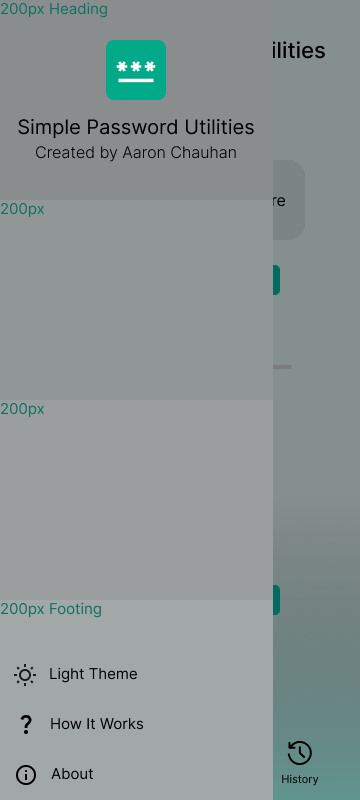 200px Heading
ilities
***
Simple Password Utilities
Created by Aaron Chauhan
re
200px
200px
200px Footing
Light Theme
? How It Works
About
History